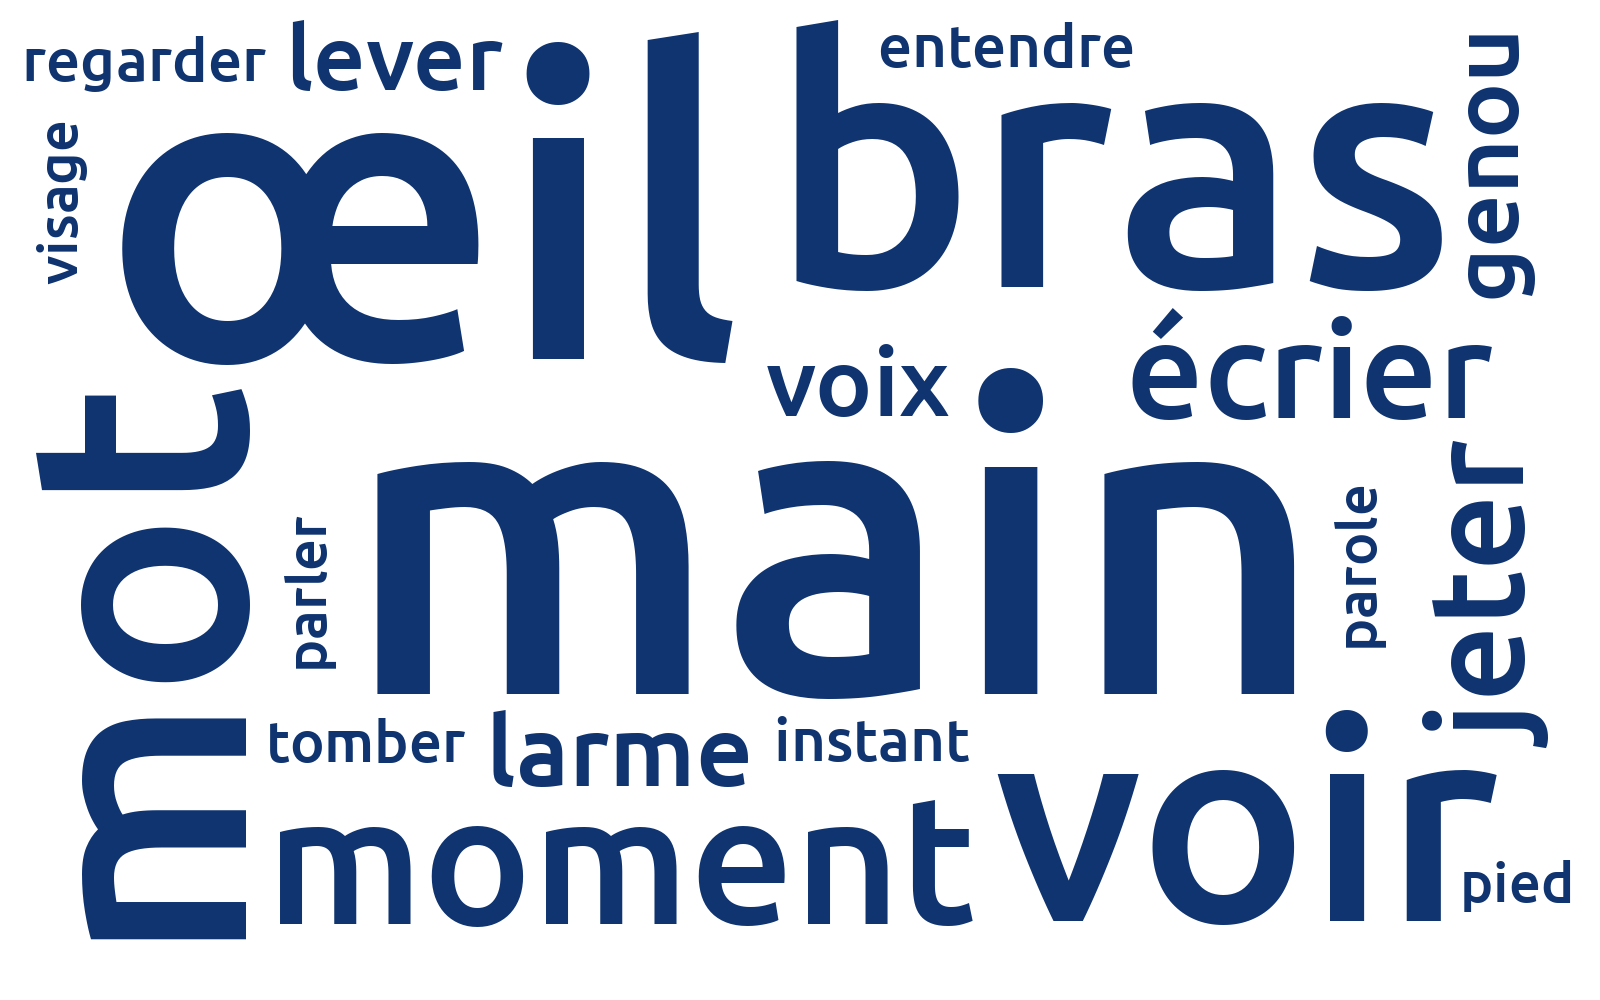 regarder
lever
œil
bras
entendre
genou
visage
voix
écrier
mot
parler
main
parole
jeter
tomber
larme
instant
moment
voir
pied